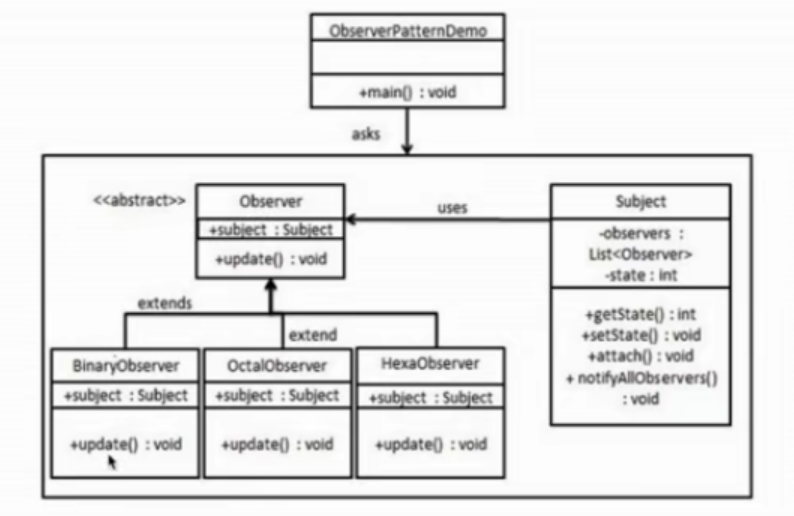 ObserverPatternDemo
+main() : void
asks
<<abstract>>
Observer
+subject : Subject
+update() : void
uses
Subject
-observers :
List<Observer>
-state : int
+getState() : int
+setState() : void
+attach() : void
+ notifyAllObservers()
: void
extends
extend
BinaryObserver
+subject : Subject
+update() : void
OctalObserver
+subject : Subject
+update() : void
HexaObserver
+subject : Subject
+update() : void